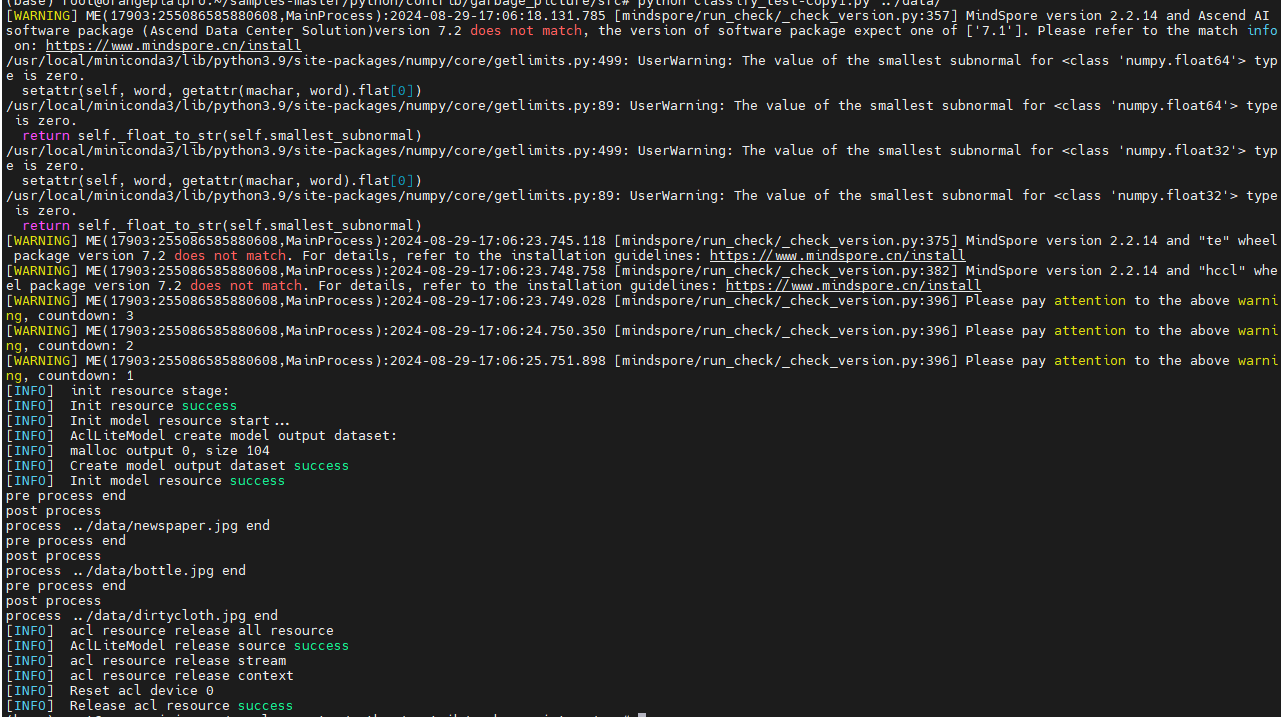 (base) root@orangepiaipro:~/samples-master/python/contrib/garbage_picture/src# python classify_test-copy1.py ../data/
[WARNING] ME(17903:255086585880608,MainProcess):2024-08-29-17:06:18.131.785 [mindspore/run_check/_check_version.py:357] MindSpore version 2.2.14 and Ascend AI
software package (Ascend Data Center Solution)version 7.2 does not match, the version of software package expect one of ['7.1']. Please refer to the match info
on: https://www.mindspore.cn/install
/usr/local/miniconda3/lib/python3.9/site-packages/numpy/core/getlimits.py:499: UserWarning: The value of the smallest subnormal for <class 'numpy.float64'> typ
e is zero.
setattr(self, word, getattr(machar, word).flat[0])
/usr/local/miniconda3/lib/python3.9/site-packages/numpy/core/getlimits.py:89: UserWarning: The value of the smallest subnormal for <class 'numpy.float64'> type
is zero.
return self._float_to_str(self.smallest_subnormal)
/usr/local/miniconda3/lib/python3.9/site-packages/numpy/core/getlimits.py:499: UserWarning: The value of the smallest subnormal for <class 'numpy.float32'> typ
e is zero.
setattr(self, word, getattr(machar, word).flat[0])
/usr/local/miniconda3/lib/python3.9/site-packages/numpy/core/getlimits.py:89: UserWarning: The value of the smallest subnormal for <class 'numpy.float32'> type
is zero.
return self._float_to_str(self.smallest_subnormal)
[WARNING] ME(17903:255086585880608,MainProcess):2024-08-29-17:06:23.745.118 [mindspore/run_check/_check_version.py:375] MindSpore version 2.2.14 and "te" wheel
package version 7.2 does not match. For details, refer to the installation guidelines: https://www.mindspore.cn/install
[WARNING] ME(17903:255086585880608,MainProcess):2024-08-29-17:06:23.748.758 [mindspore/run_check/_check_version.py:382] MindSpore version 2.2.14 and "hccl" whe
el package version 7.2 does not match. For details, refer to the installation guidelines: https://www.mindspore.cn/install
[WARNING] ME(17903:255086585880608,MainProcess):2024-08-29-17:06:23.749.028 [mindspore/run_check/_check_version.py:396] Please pay attention to the above warni
ng, countdown: 3
[WARNING] ME(17903:255086585880608,MainProcess):2024-08-29-17:06:24.750.350 [mindspore/run_check/_check_version.py:396] Please pay attention to the above warni
ng, countdown: 2
[WARNING] ME(17903:255086585880608,MainProcess):2024-08-29-17:06:25.751.898 [mindspore/run_check/_check_version.py:396] Please pay attention to the above warni
ng, countdown: 1
[INFO] init resource stage:
[INFO] Init resource success
[INFO] Init model resource start...
[INFO] AclLiteModel create model output dataset:
[INFO] malloc output 0, size 104
[INFO] Create model output dataset success
[INFO] Init model resource success
pre process end
post process
process ../data/newspaper.jpg end
pre process end
post process
process ../data/bottle.jpg end
pre process end
post process
process ../data/dirtycloth.jpg end
[INFO] acl resource release all resource
[INFO] AclLiteModel release source success
[INFO] acl resource release stream
[INFO] acl resource release context
[INFO] Reset acl device 0
[INFO] Release acl resource success